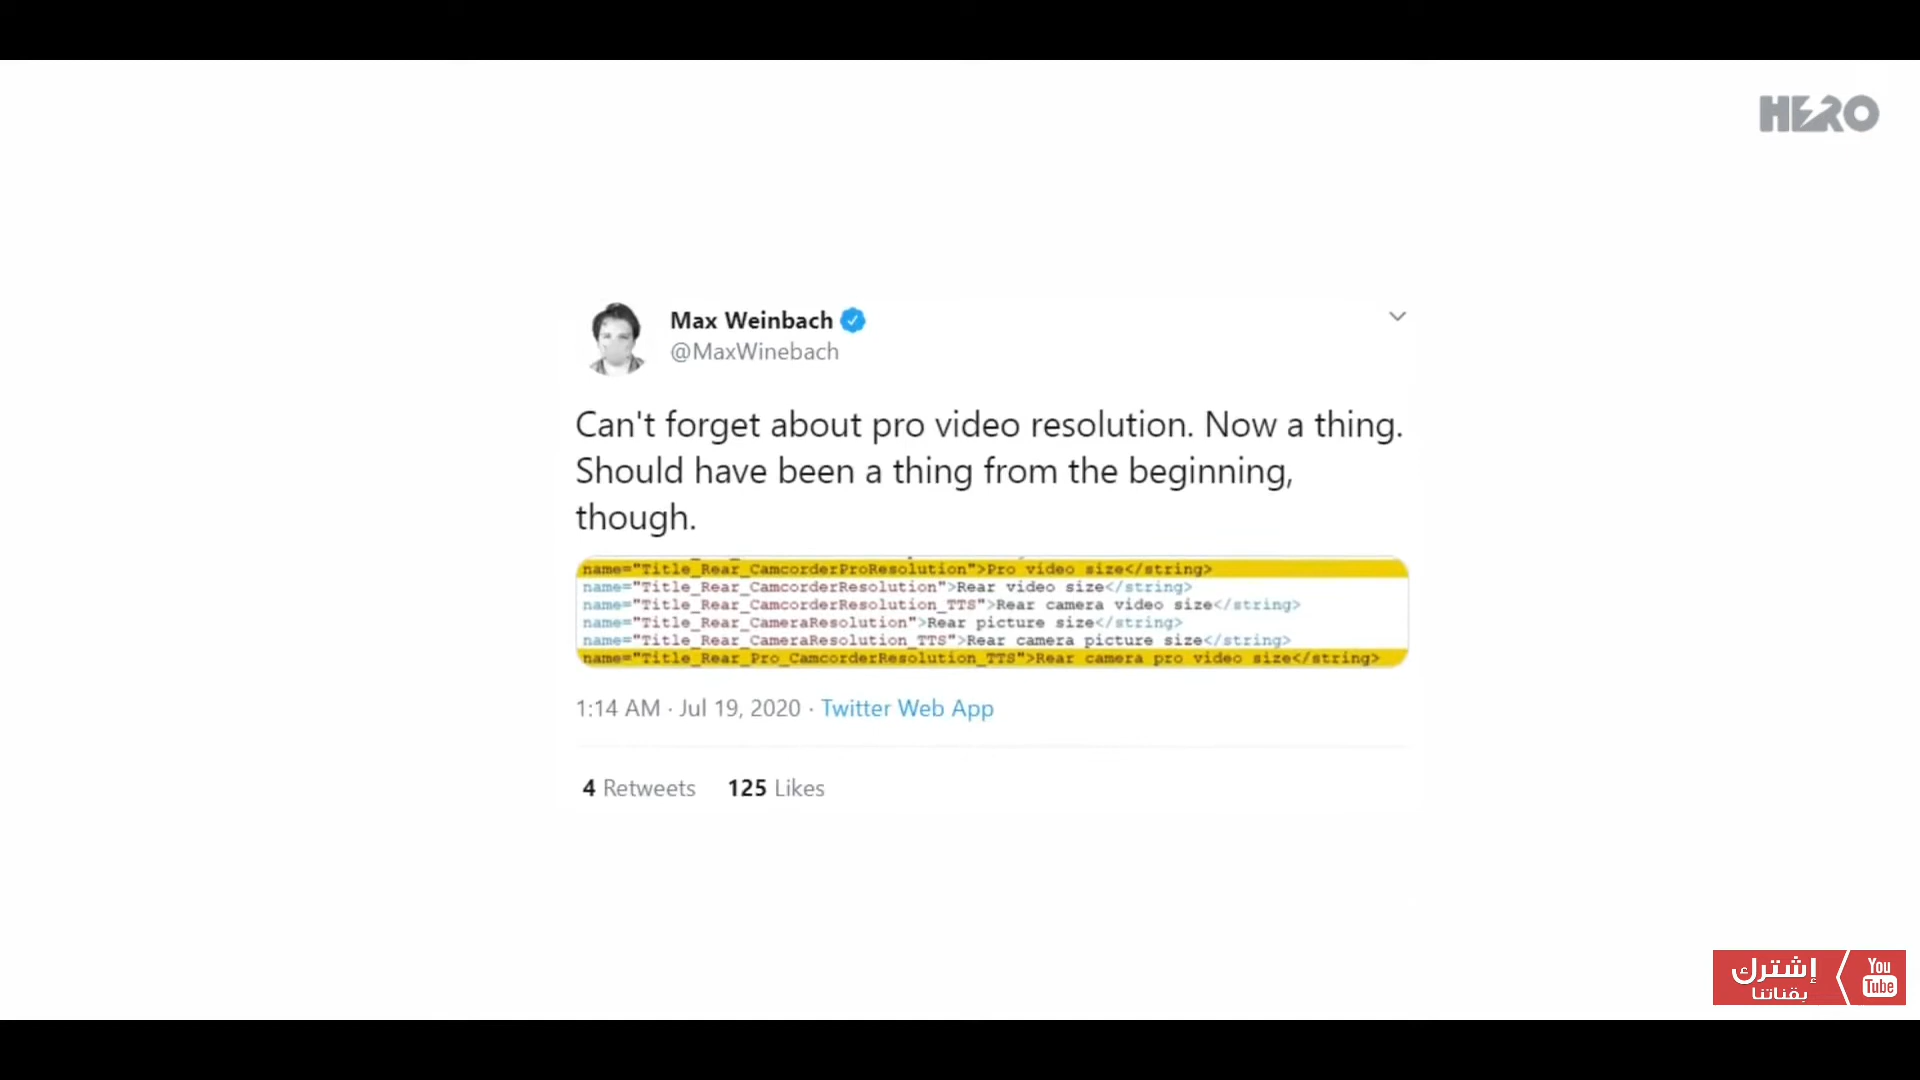 HERO
Max Weinbach
@MaxWinebach
Can't forget about pro video resolution. Now a thing.
Should have been a thing from the beginning,
though.
name="Title_Rear_CamcorderProResolution">Pro video size</string>
name="Title_Rear_CamcorderResolution">Rear video size</string>
name="Title_Rear_CamcorderResolution_TTS">Rear camera video size</string>
name="Title_Rear_CameraResolution">Rear picture size</string>
name="Title_Rear_CameraResolution_TTS">Rear camera picture size</string>
name="Title_Rear_Pro_CamcorderResolution_TTS">Rear camera pro video size</string>
1:14 AM · Jul 19, 2020 · Twitter Web App
4 Retweets 125 Likes
إشترك
بقناتنا
You
Tube